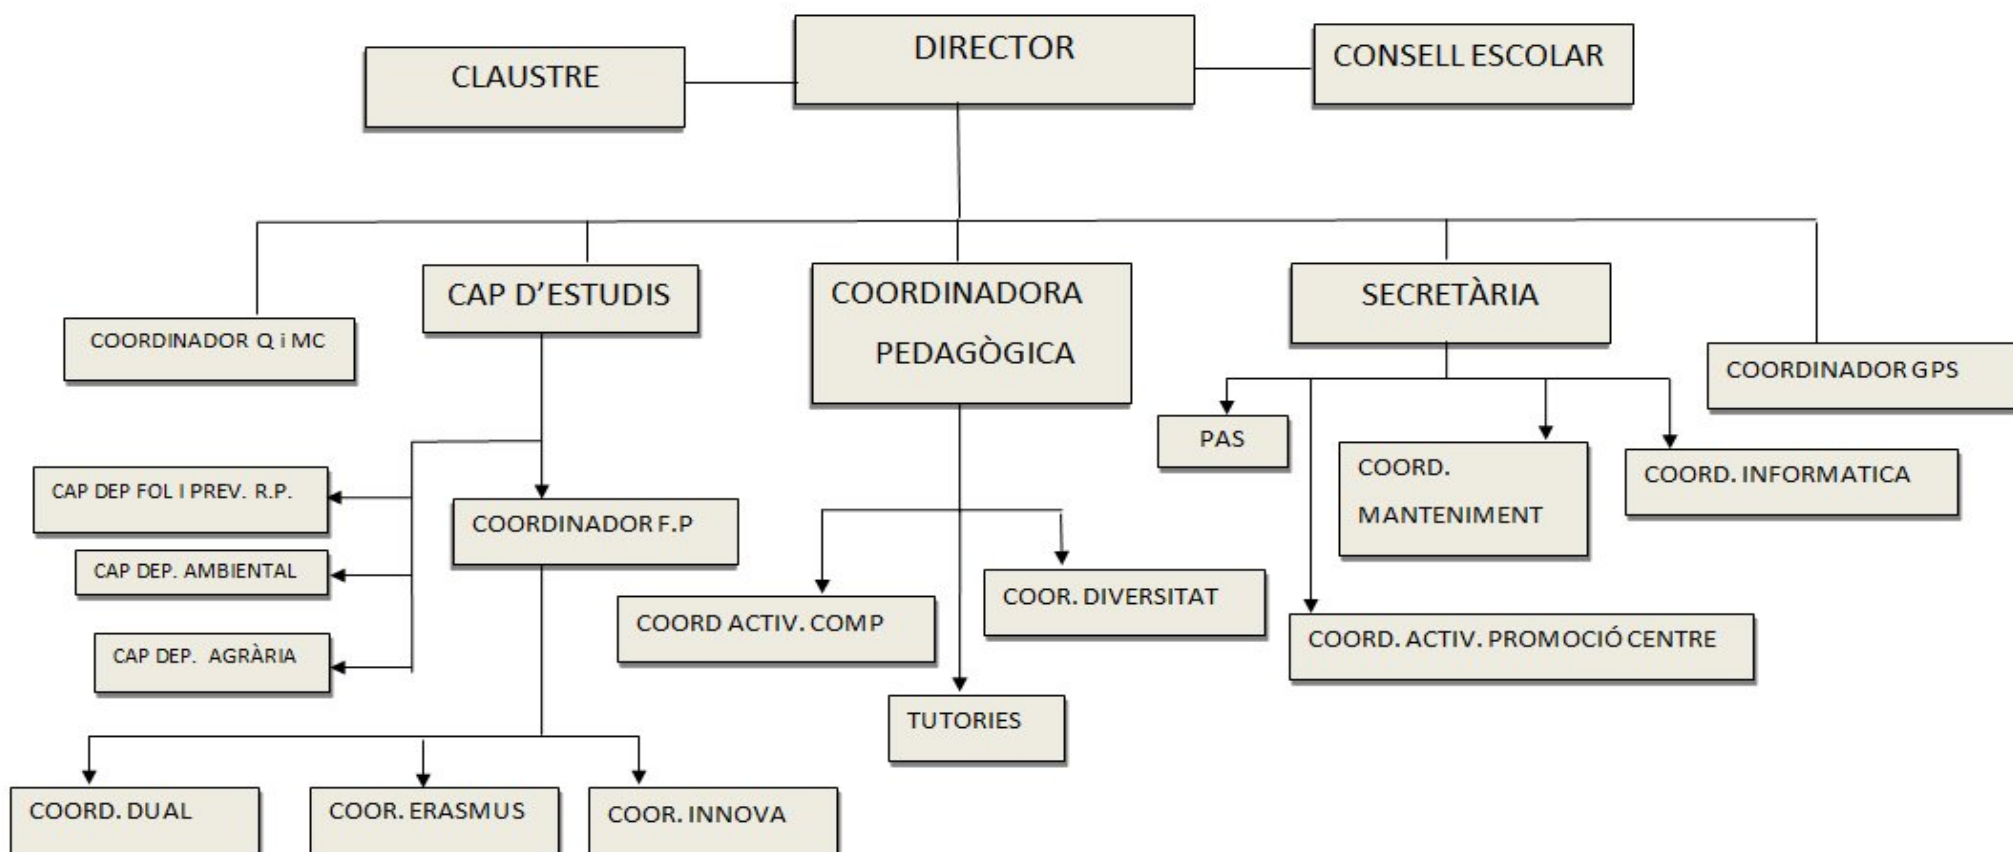 CLAUSTRE
DIRECTOR
CONSELL ESCOLAR
COORDINADOR Q i MC
CAP D’ESTUDIS
COORDINADORA
PEDAGÒGICA
SECRETÀRIA
COORDINADOR GPS
PAS
COORD.
MANTENIMENT
COORD. INFORMATICA
CAP DEP FOL I PREV. R.P.
COORDINADOR F.P
CAP DEP. AMBIENTAL
CAP DEP. AGRÀRIA
COORD ACTIV. COMP
COOR. DIVERSITAT
COORD. ACTIV. PROMOCIÓ CENTRE
TUTORIES
COORD. DUAL
COOR. ERASMUS
COOR. INNOVA